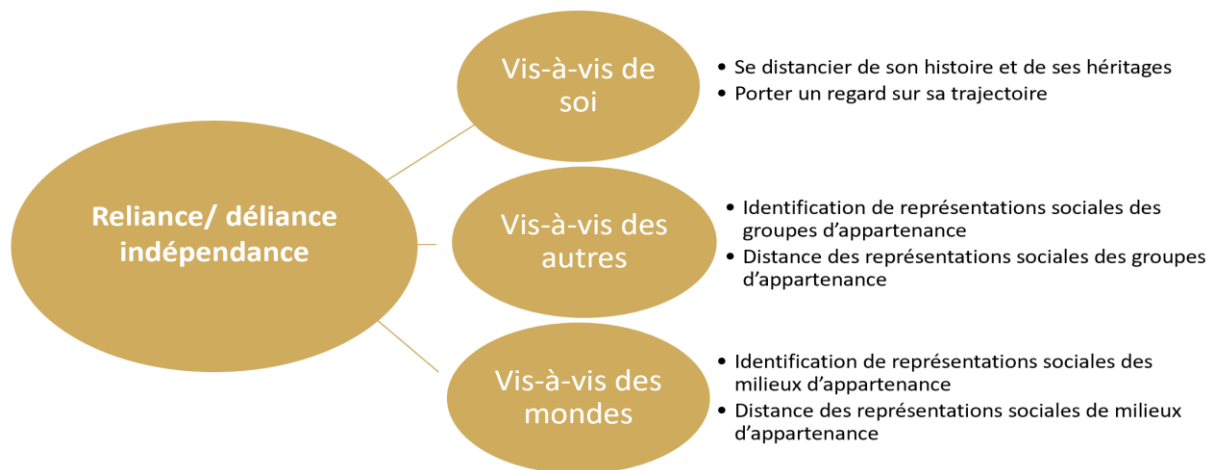 Reliance/ déliance
indépendance
Vis-à-vis de
soi
• Se distancier de son histoire et de ses héritages
• Porter un regard sur sa trajectoire
Vis-à-vis des
autres
• Identification de représentations sociales des
groupes d'appartenance
• Distance des représentations sociales des groupes
d'appartenance
Vis-à-vis des
mondes
• Identification de représentations sociales des
milieux d'appartenance
• Distance des représentations sociales de milieux
d'appartenance